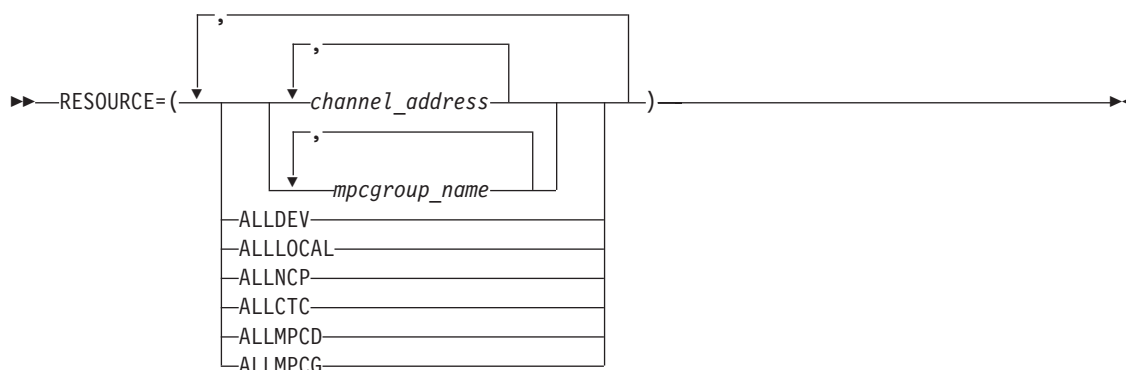 ,
,
RESOURCE=( channel_address )
,
mpcgroup_name
ALLDEV
ALLLOCAL
ALLNCP
ALLCTC
ALLMPCD
ALLMPCG